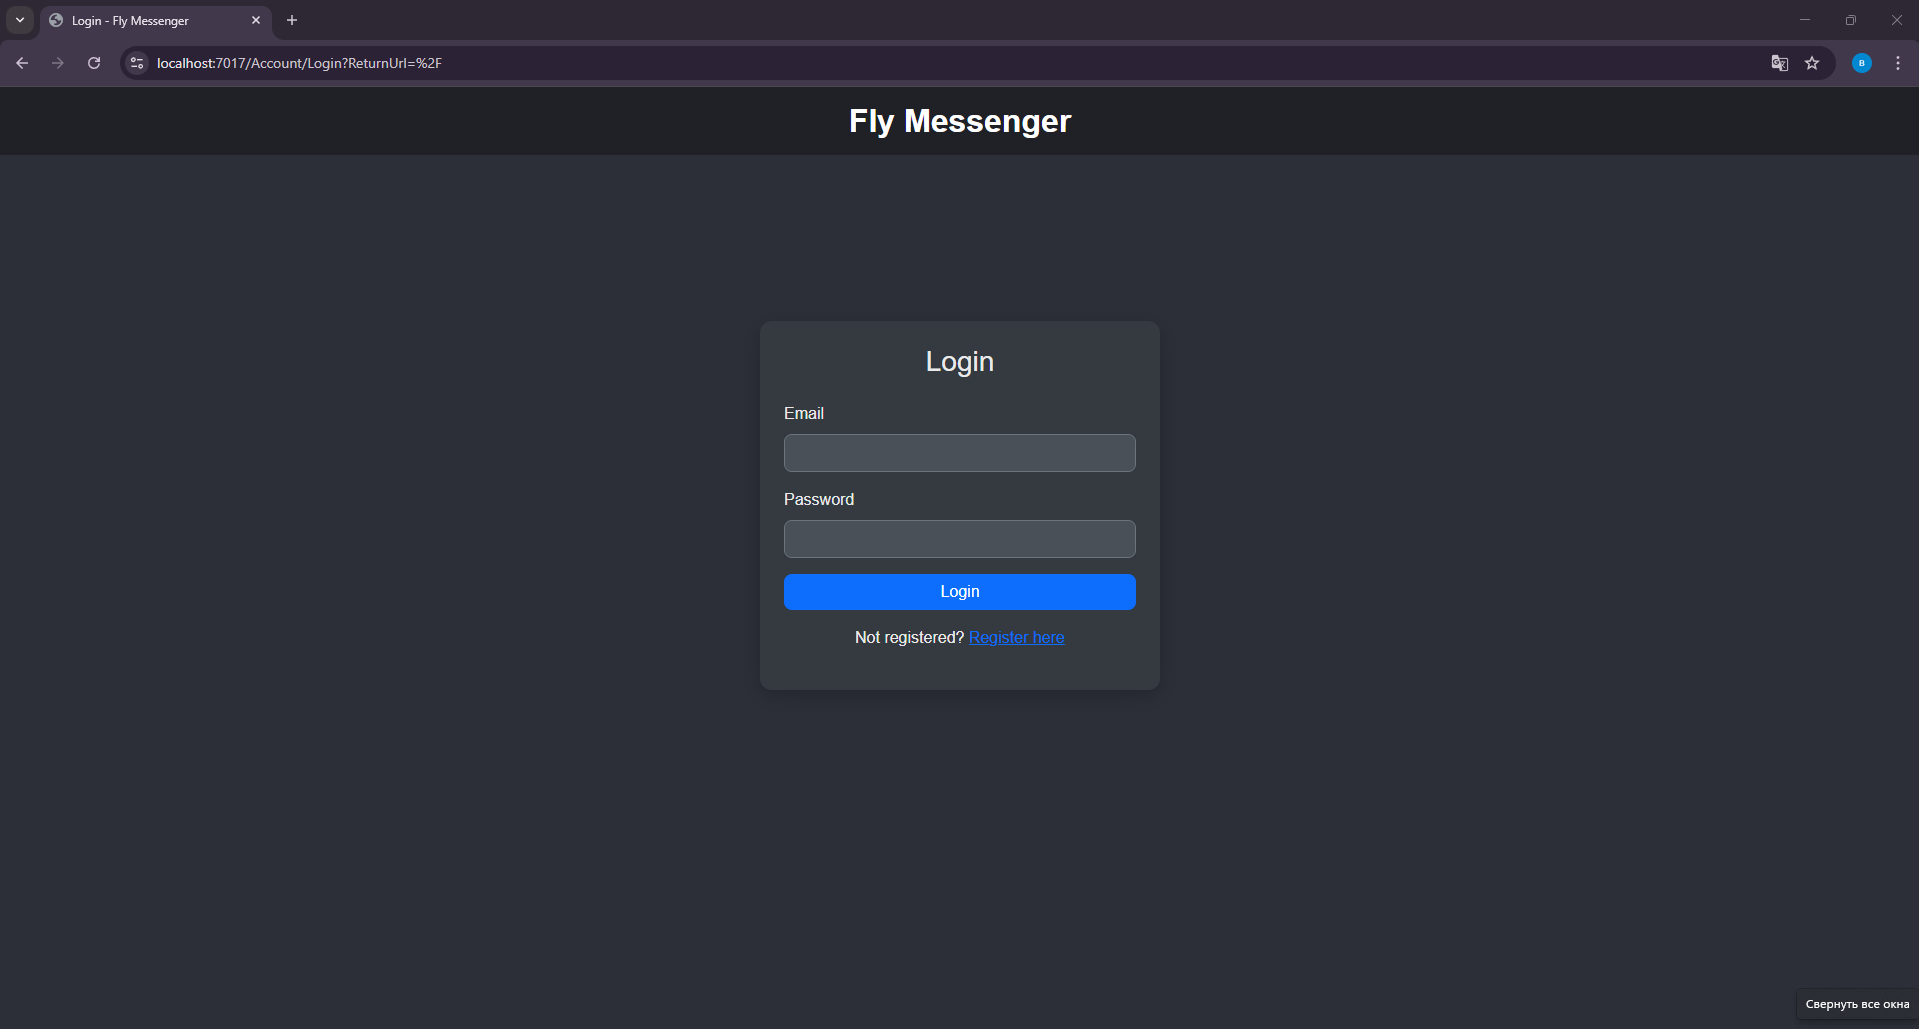 Login - Fly Messenger
localhost:7017/Account/Login?ReturnUrl=%2F
B
Fly Messenger
Login
Email
Password
Login
Not registered? Register here
Свернуть все окна